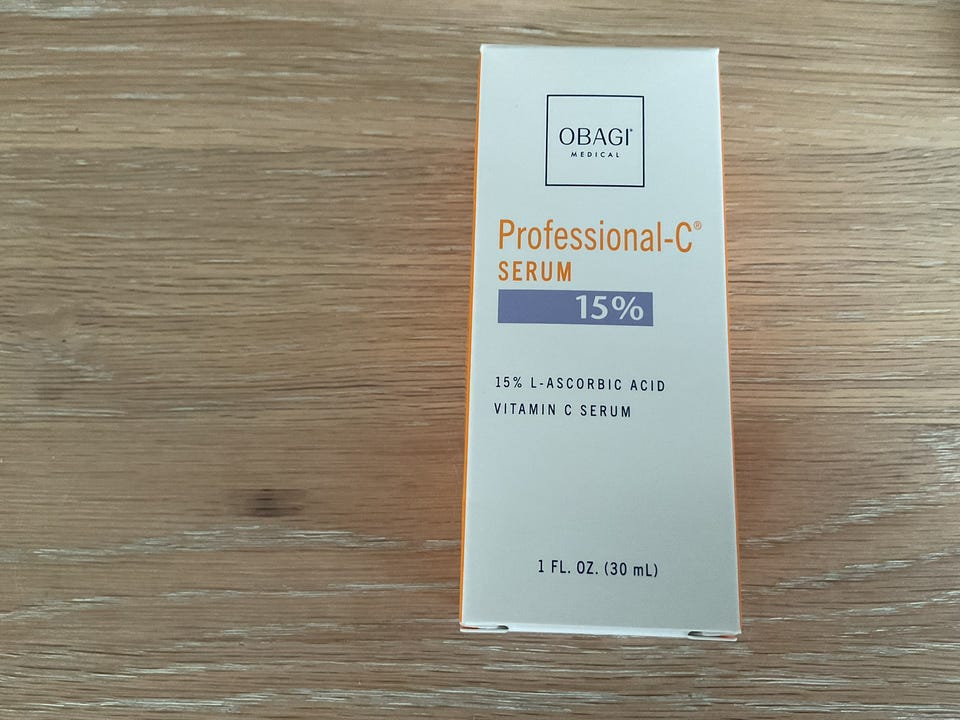 OBAGI®
MEDICAL
Professional-C®
SERUM
15%
15% L-ASCORBIC ACID
VITAMIN C SERUM
1 FL. OZ. (30 mL)